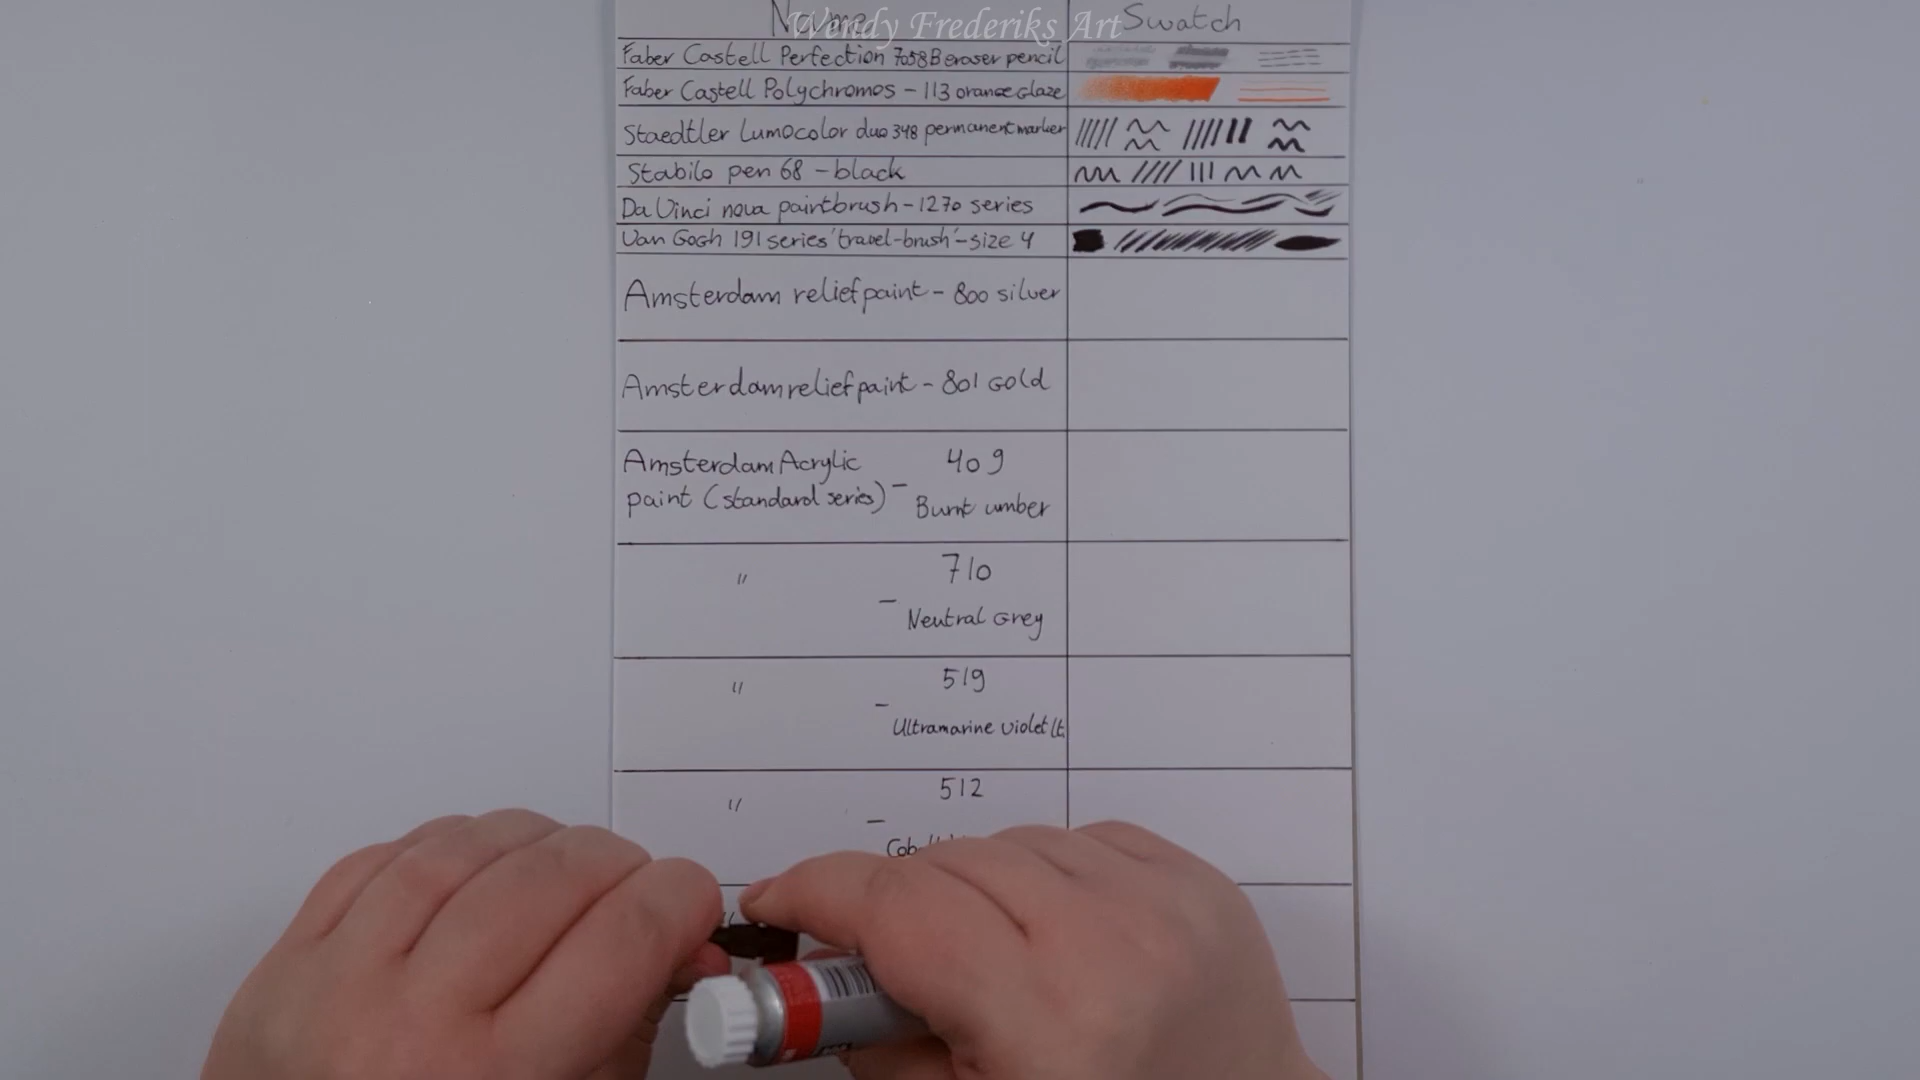 Name Swatch
Wendy Frederiks Art
Faber Castell Perfection 7058B eraser pencil
Faber Castell Polychromos - 113 orange Glaze
Staedtler Lumocolor duo 348 permanent marker
Stabilo pen 68 - black
Da Vinci nova paintbrush - 1270 series
Van Gogh 191 series 'travel-brush' - size 4
Amsterdam relief paint - 800 silver
Amsterdam relief paint - 801 Gold
Amsterdam Acrylic 409
paint (standard series) - Burnt umber
" 710
- Neutral Grey
" 519
- Ultramarine violet lt
" 512
-
"